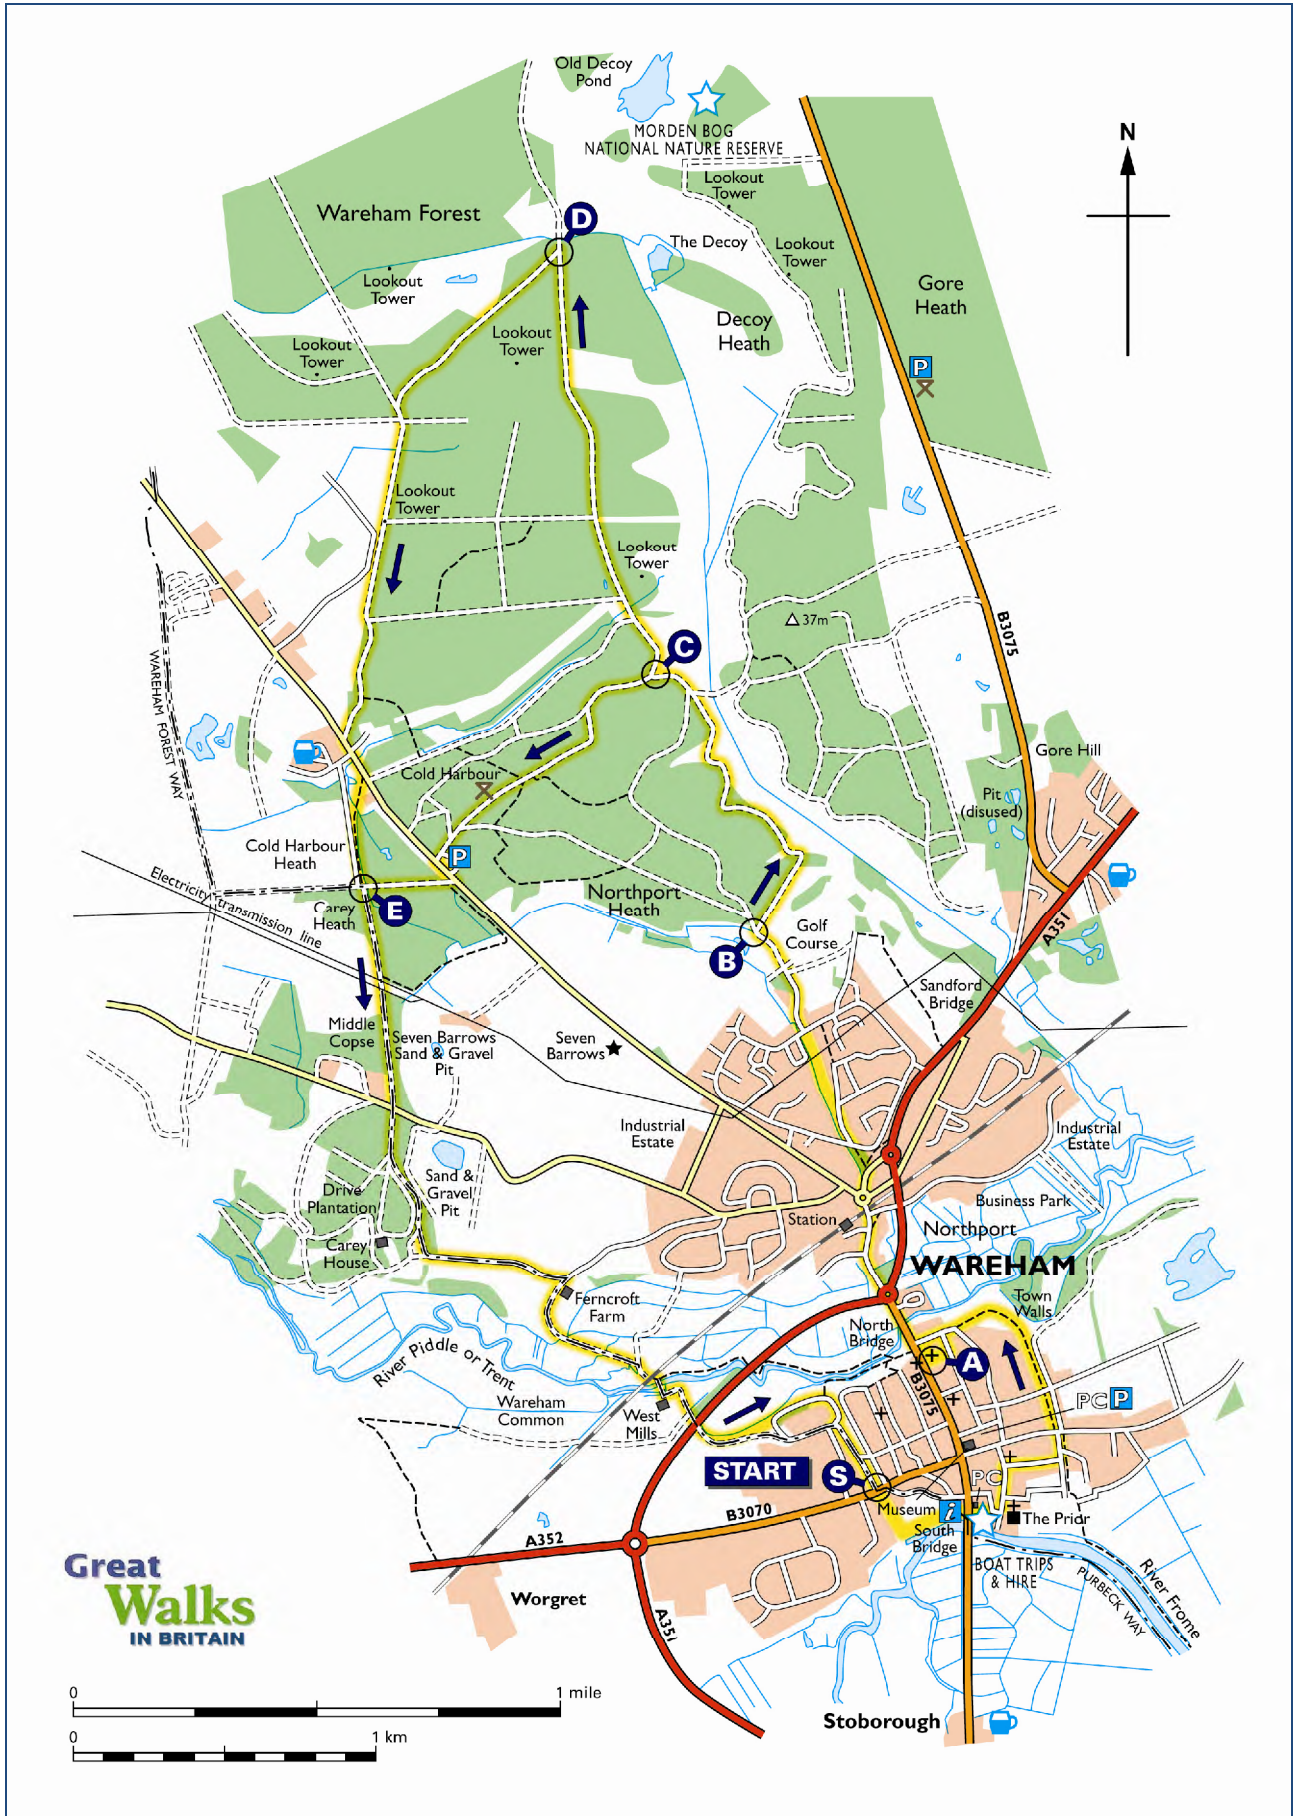 Old Decoy
Pond
MORDEN BOG
NATIONAL NATURE RESERVE
N
Lookout
Tower
Wareham Forest
D
The Decoy
Lookout
Tower
Lookout
Tower
Gore
Heath
Decoy
Heath
Lookout
Tower
Lookout
Tower
P
Lookout
Tower
Lookout
Tower
B3075
37m
C
WAREHAM FOREST WAY
Gore Hill
Cold Harbour
Pit
(disused)
Cold Harbour
Heath
P
Electricity transmission line
Northport
Heath
Carey
Heath
E
Golf
Course
A351
B
Sandford
Bridge
Middle
Copse
Seven Barrows
Sand & Gravel
Pit
Seven
Barrows
Industrial
Estate
Industrial
Estate
Sand &
Gravel
Pit
Drive
Plantation
Business Park
Station
Northport
Carey
House
WAREHAM
Ferncroft
Farm
Town
Walls
North
Bridge
River Piddle or Trent
A
B3075
Wareham
Common
PC P
West
Mills
START
S
PC
Museum
i
The Prior
B3070
South
Bridge
A352
BOAT TRIPS
& HIRE
PURBECK WAY
River Frome
Great
Walks
IN BRITAIN
Worgret
A351
0
1 mile
Stoborough
0
1 km